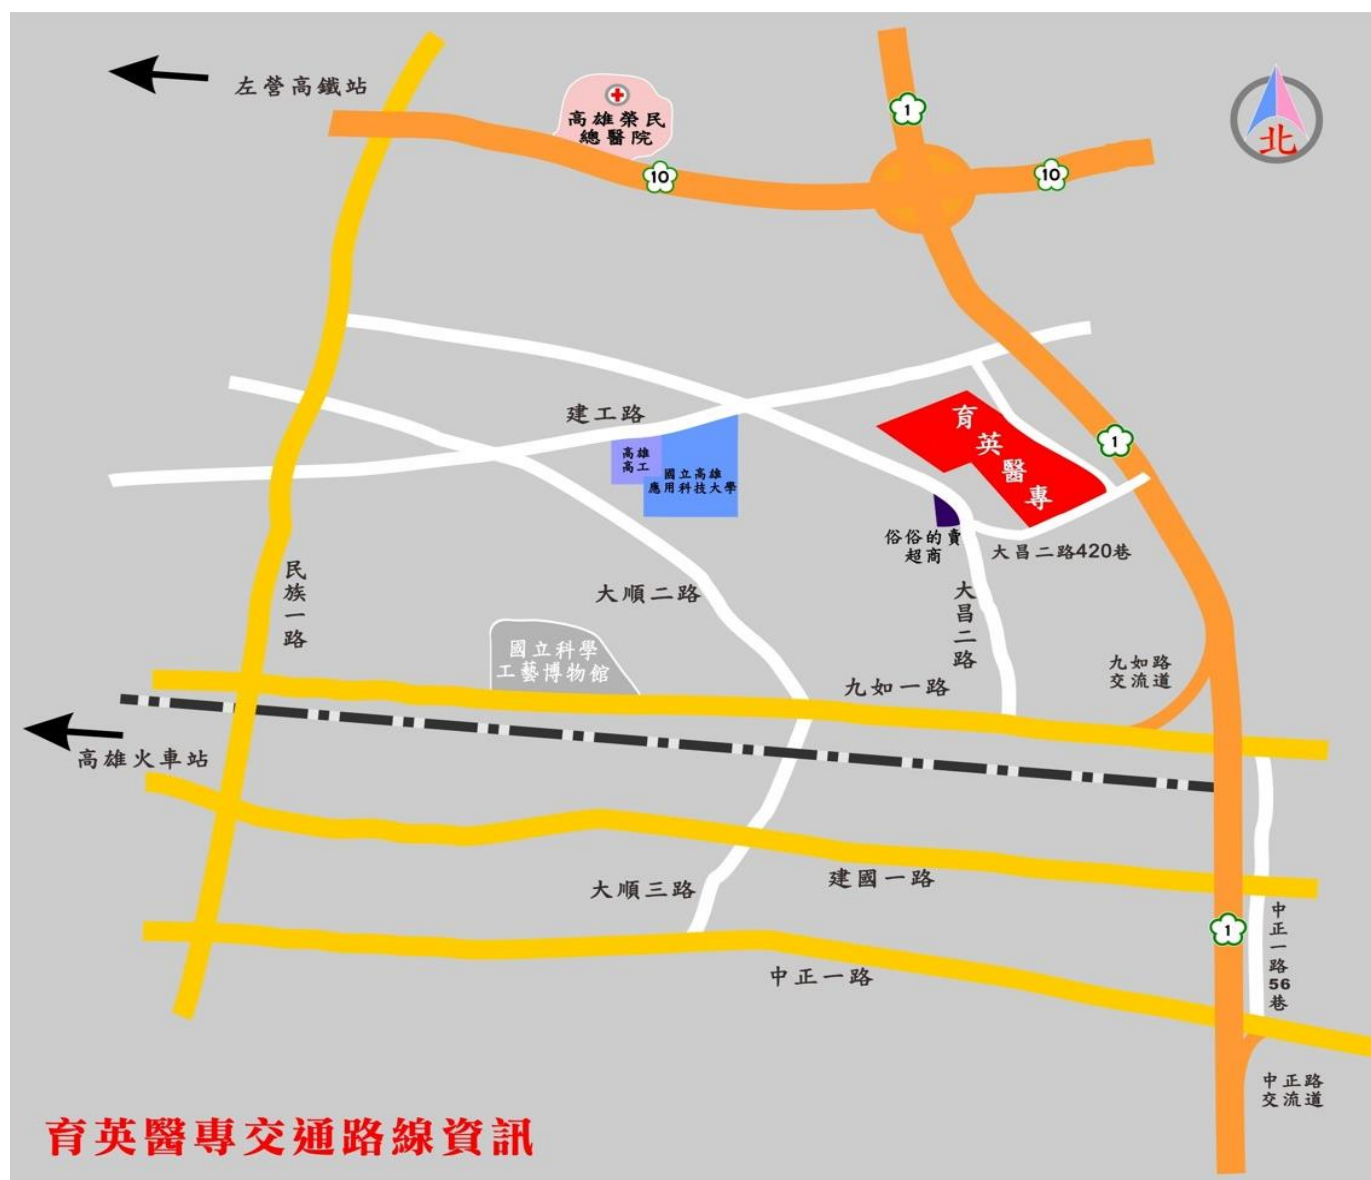 左營高鐵站
高雄榮民
總醫院
10
1
10
北
建工路
高雄
高工
國立高雄
應用科技大學
育英醫專
1
俗俗的賣
超商
大昌二路420巷
民族一路
大順二路
大昌二路
國立科學
工藝博物館
九如一路
九如路
交流道
高雄火車站
大順三路
建國一路
1
中正一路56巷
中正一路
中正路
交流道
育英醫專交通路線資訊